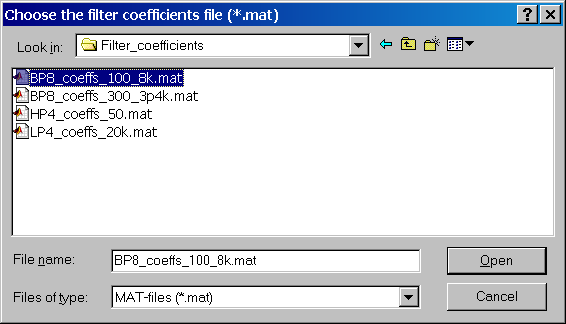 Choose the filter coefficients file (*.mat)
Look in: Filter_coefficients
BP8_coeffs_100_8k.mat
BP8_coeffs_300_3p4k.mat
HP4_coeffs_50.mat
LP4_coeffs_20k.mat
File name: BP8_coeffs_100_8k.mat Open
Files of type: MAT-files (*.mat) Cancel